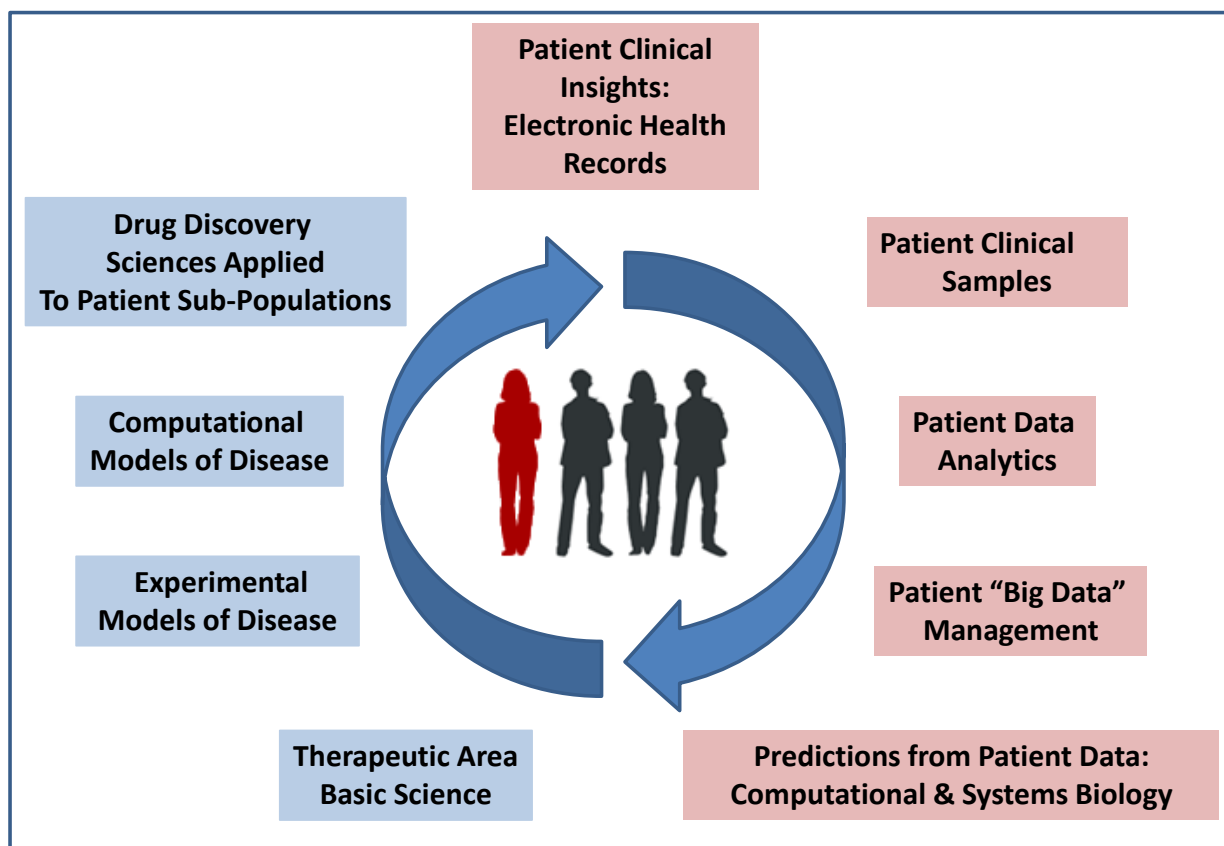 Patient Clinical
Insights:
Electronic Health
Records
Patient Clinical
Samples
Patient Data
Analytics
Patient “Big Data”
Management
Predictions from Patient Data:
Computational & Systems Biology
Therapeutic Area
Basic Science
Experimental
Models of Disease
Computational
Models of Disease
Drug Discovery
Sciences Applied
To Patient Sub-Populations